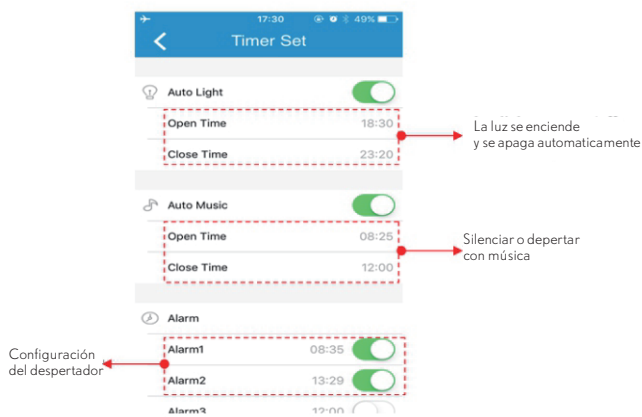 17:30 49%
Timer Set
Auto Light
Open Time 18:30
Close Time 23:20
La luz se enciende
y se apaga automaticamente
Auto Music
Open Time 08:25
Close Time 12:00
Silenciar o depertar
con música
Alarm
Alarm1 08:35
Alarm2 13:29
Configuración
del despertador
Alarm3 12:00